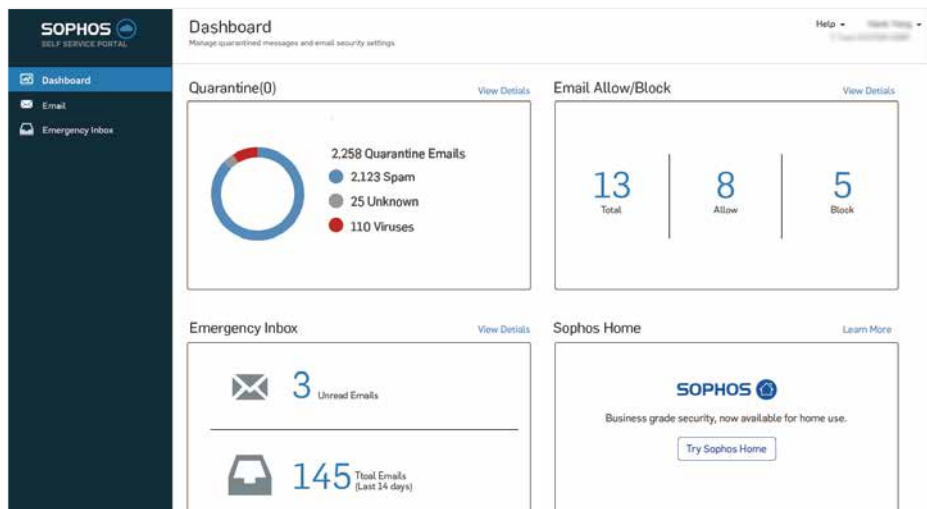 SOPHOS
SELF SERVICE PORTAL
Dashboard
Email
Emergency Inbox
Dashboard
Manage quarantined messages and email security settings
Help
Quarantine(0)
View Detials
2,258 Quarantine Emails
2,123 Spam
25 Unknown
110 Viruses
Email Allow/Block
View Detials
13
Total
8
Allow
5
Block
Emergency Inbox
View Detials
3 Unread Emails
145 Ttoal Emails
(Last 14 days)
Sophos Home
Learn More
SOPHOS
Business grade security, now available for home use.
Try Sophos Home